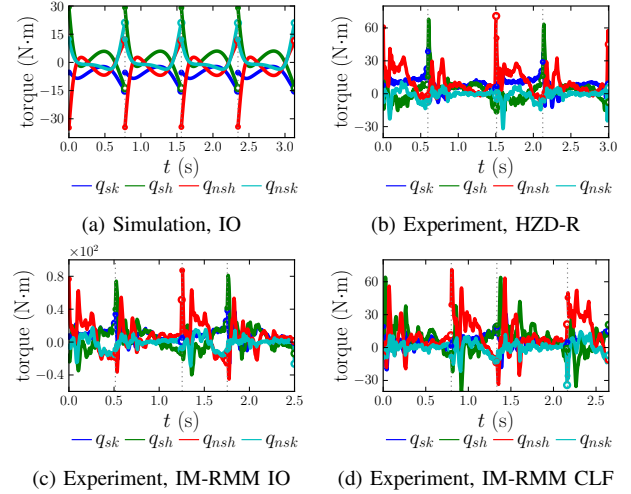 30
15
0
−15
−30
torque (N·m)
0.0 0.5 1.0 1.5 2.0 2.5 3.0
t (s)
q_sk q_sh q_nsh q_nsk
(a) Simulation, IO
60
30
0
−30
torque (N·m)
0.0 0.5 1.0 1.5 2.0 2.5 3.0
t (s)
q_sk q_sh q_nsh q_nsk
(b) Experiment, HZD-R
×10²
0.8
0.4
0.0
−0.4
torque (N·m)
0.0 0.5 1.0 1.5 2.0 2.5
t (s)
q_sk q_sh q_nsh q_nsk
(c) Experiment, IM-RMM IO
60
30
0
−30
torque (N·m)
0.0 0.5 1.0 1.5 2.0 2.5
t (s)
q_sk q_sh q_nsh q_nsk
(d) Experiment, IM-RMM CLF